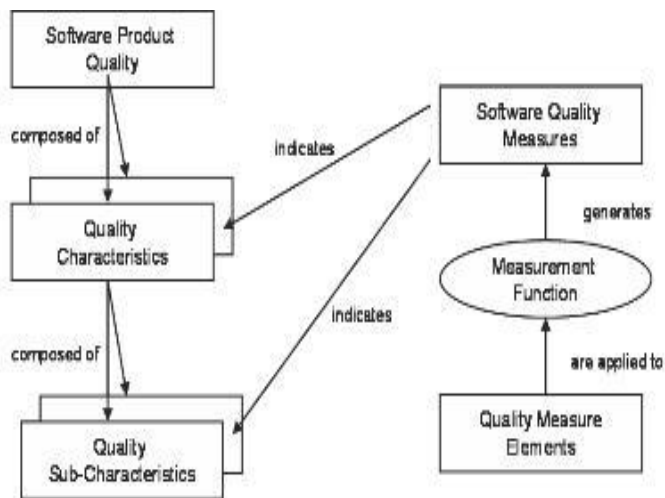 Software Product
Quality
composed of
indicates
Software Quality
Measures
Quality
Characteristics
generates
Measurement
Function
indicates
composed of
are applied to
Quality
Sub-Characteristics
Quality Measure
Elements